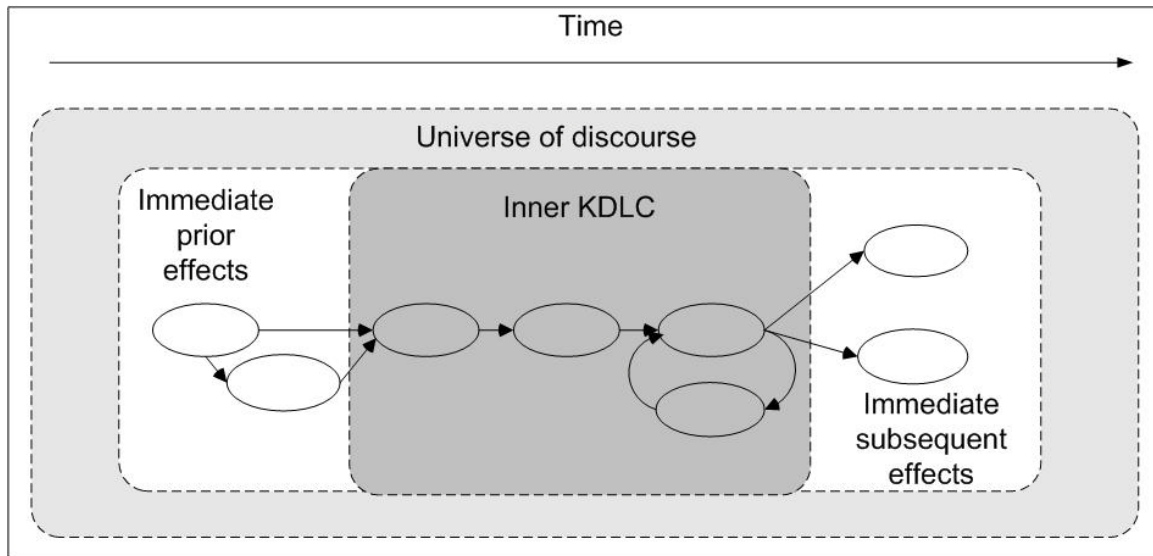 Time
Universe of discourse
Immediate
prior
effects
Inner KDLC
Immediate
subsequent
effects